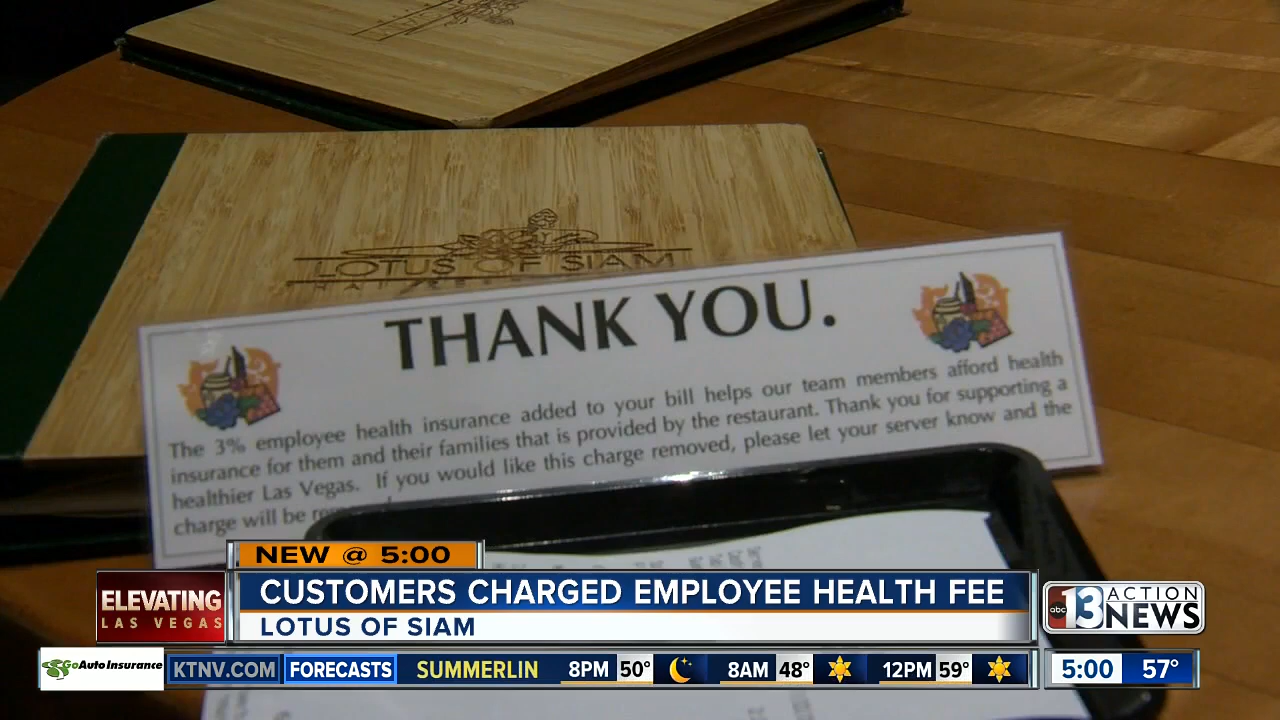 LOTUS OF SIAM
THANK YOU.
The 3% employee health insurance added to your bill helps our team members afford health
insurance for them and their families that is provided by the restaurant. Thank you for supporting a
healthier Las Vegas. If you would like this charge removed, please let your server know and the
charge will be
NEW @ 5:00
ELEVATING
LAS VEGAS
CUSTOMERS CHARGED EMPLOYEE HEALTH FEE
LOTUS OF SIAM
abc 13 ACTION
NEWS
GoAuto Insurance KTNV.COM FORECASTS SUMMERLIN 8PM 50° 8AM 48° 12PM 59° 5:00 57°